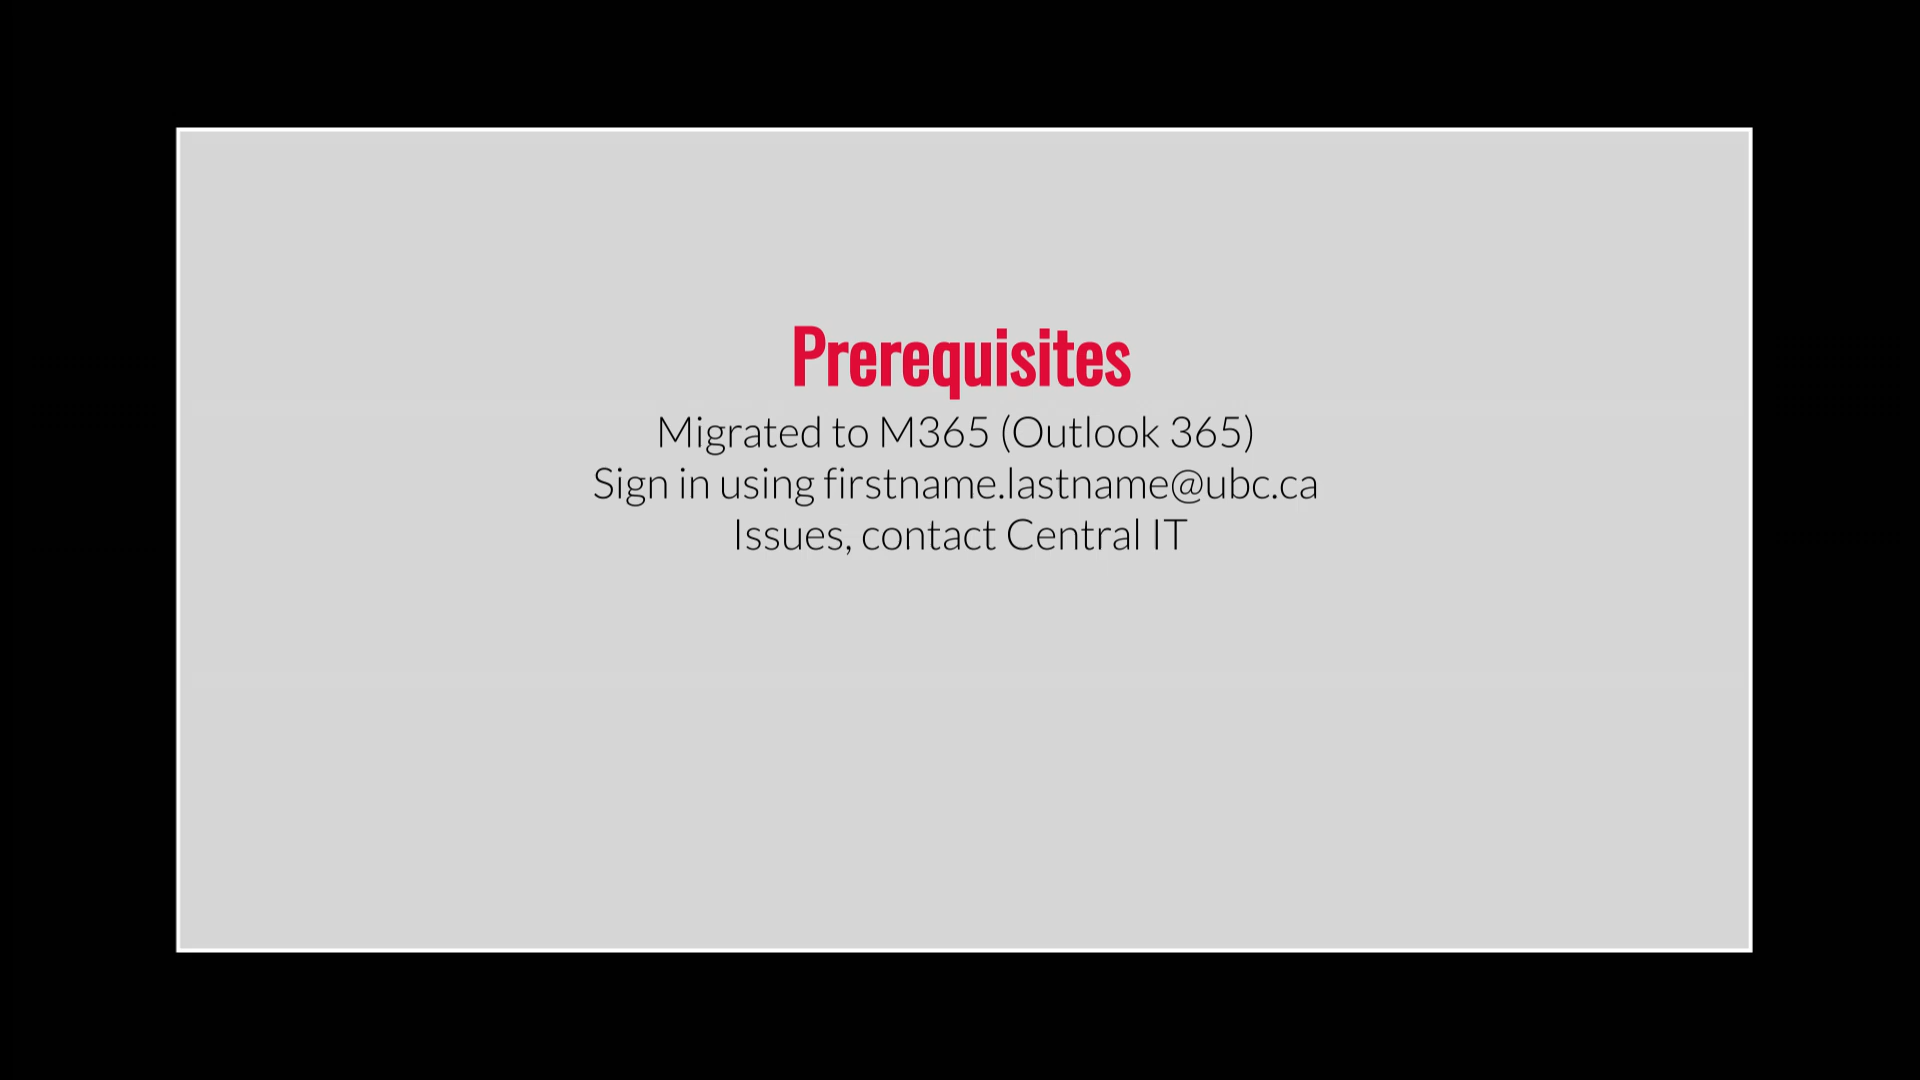 Prerequisites
Migrated to M365 (Outlook 365)
Sign in using firstname.lastname@ubc.ca
Issues, contact Central IT